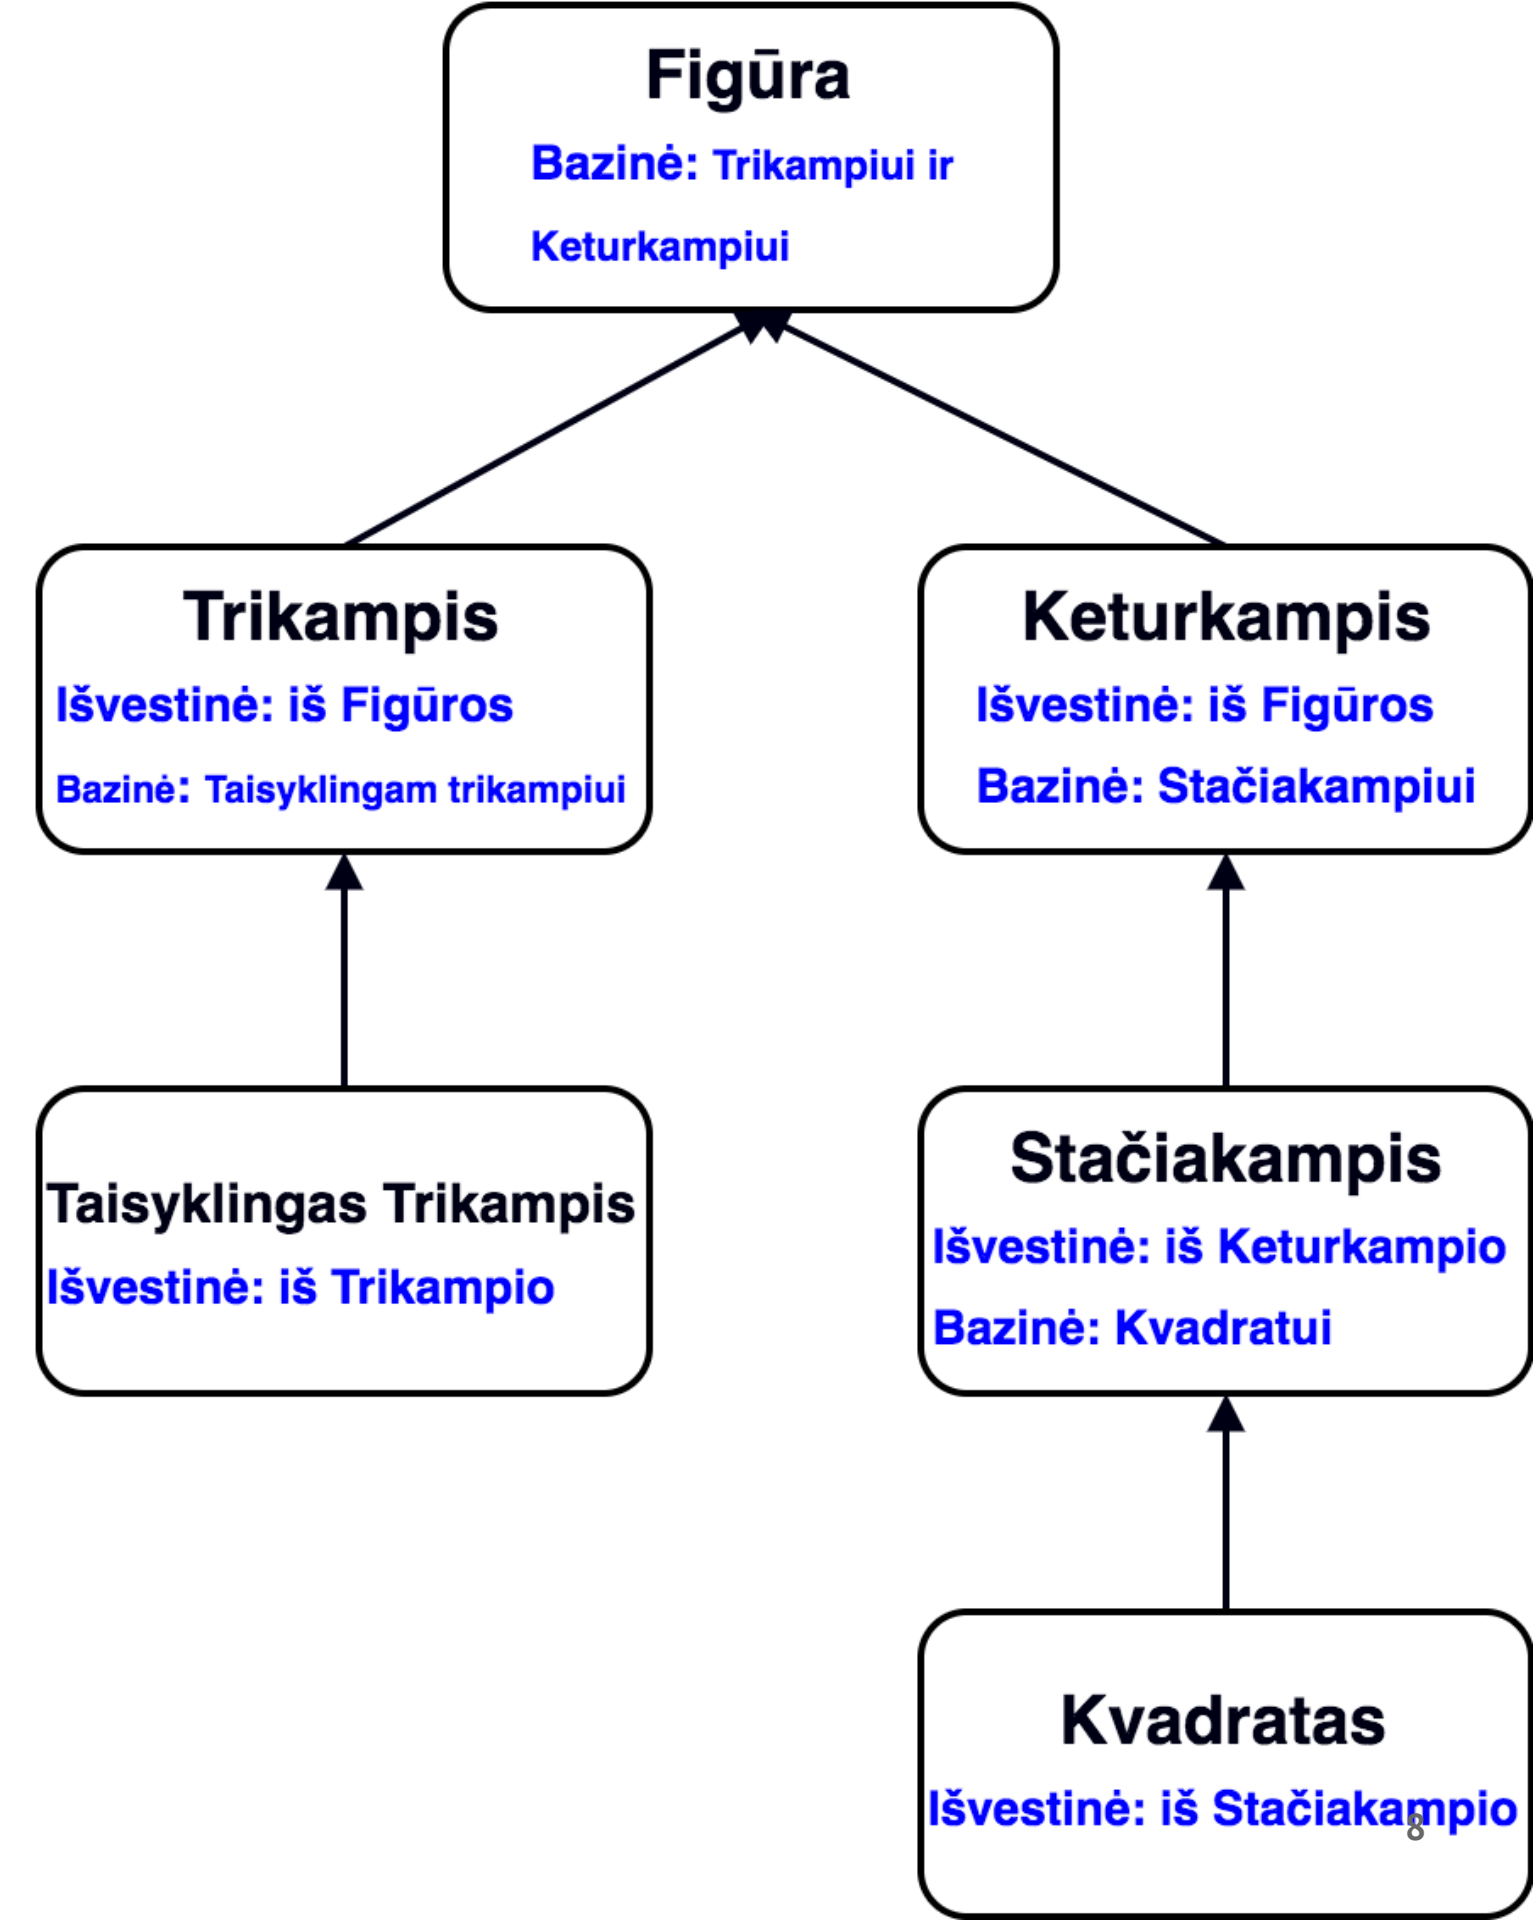 Figūra
Bazinė: Trikampiui ir
Keturkampiui
Trikampis
Išvestinė: iš Figūros
Bazinė: Taisyklingam trikampiui
Keturkampis
Išvestinė: iš Figūros
Bazinė: Stačiakampiui
Taisyklingas Trikampis
Išvestinė: iš Trikampio
Stačiakampis
Išvestinė: iš Keturkampio
Bazinė: Kvadratui
Kvadratas
Išvestinė: iš Stačiakampio
8